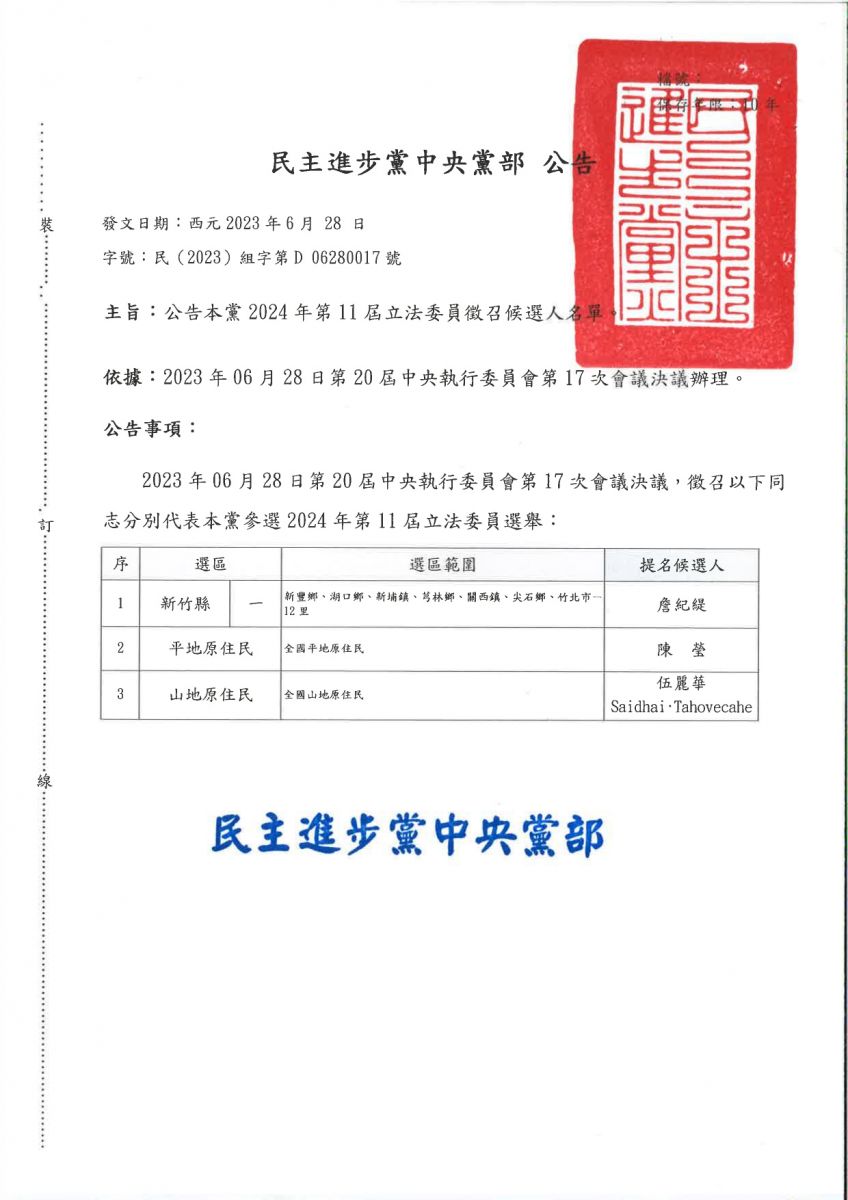 檔號：
保存年限：10年
民主進步黨中央黨部 公告
發文日期：西元 2023 年 6 月 28 日
字號：民（2023）組字第 D 06280017 號
主旨：公告本黨 2024 年第 11 屆立法委員徵召候選人名單。
依據：2023 年 06 月 28 日第 20 屆中央執行委員會第 17 次會議決議辦理。
公告事項：
2023 年 06 月 28 日第 20 屆中央執行委員會第 17 次會議決議，徵召以下同
志分別代表本黨參選 2024 年第 11 屆立法委員選舉：
序 選區 選區範圍 提名候選人
1 新竹縣 一 新豐鄉、湖口鄉、新埔鎮、芎林鄉、關西鎮、尖石鄉、竹北市一
12 里 詹紀緹
2 平地原住民 全國平地原住民 陳 瑩
3 山地原住民 全國山地原住民 伍麗華
Saidhai·Tahovecahe
民主進步黨中央黨部
裝
訂
線